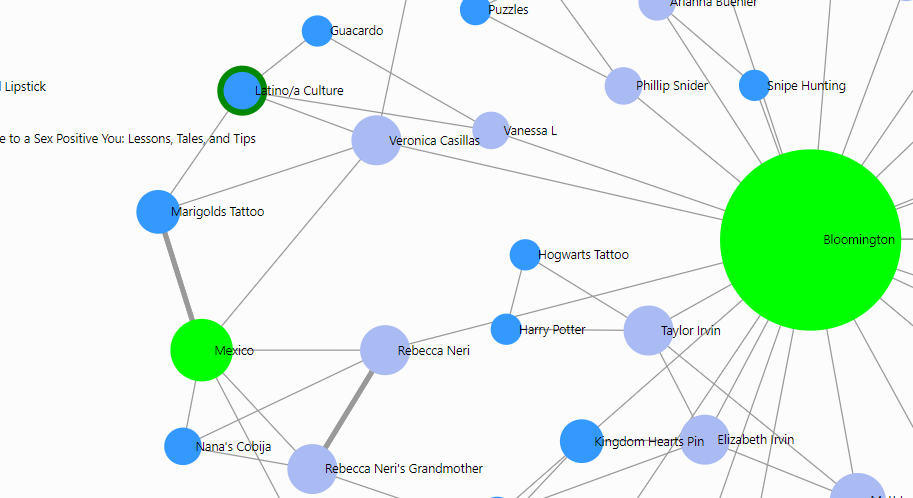 Arianna Buehler
Puzzles
Guacardo
Lipstick
Latino/a Culture
Phillip Snider
Snipe Hunting
e to a Sex Positive You: Lessons, Tales, and Tips
Veronica Casillas
Vanessa L
Marigolds Tattoo
Bloomington
Hogwarts Tattoo
Harry Potter
Taylor Irvin
Mexico
Rebecca Neri
Nana's Cobija
Kingdom Hearts Pin
Elizabeth Irvin
Rebecca Neri's Grandmother